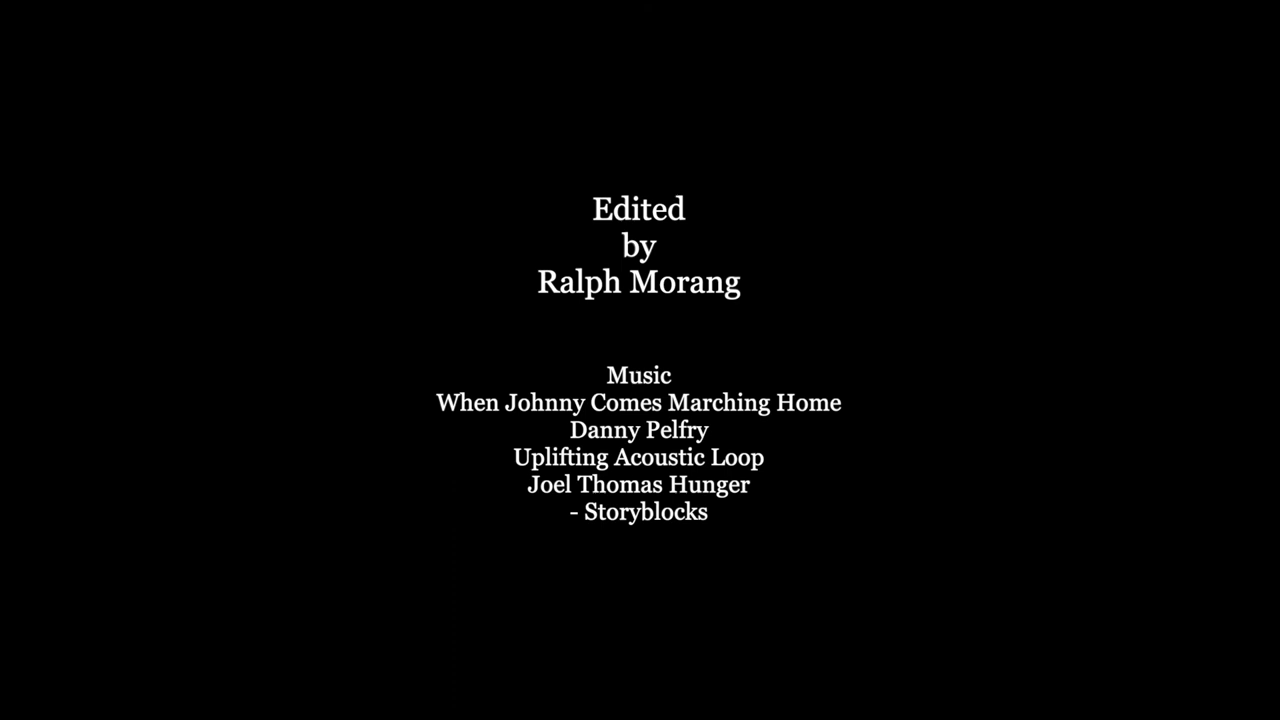 Edited
by
Ralph Morang
Music
When Johnny Comes Marching Home
Danny Pelfry
Uplifting Acoustic Loop
Joel Thomas Hunger
- Storyblocks